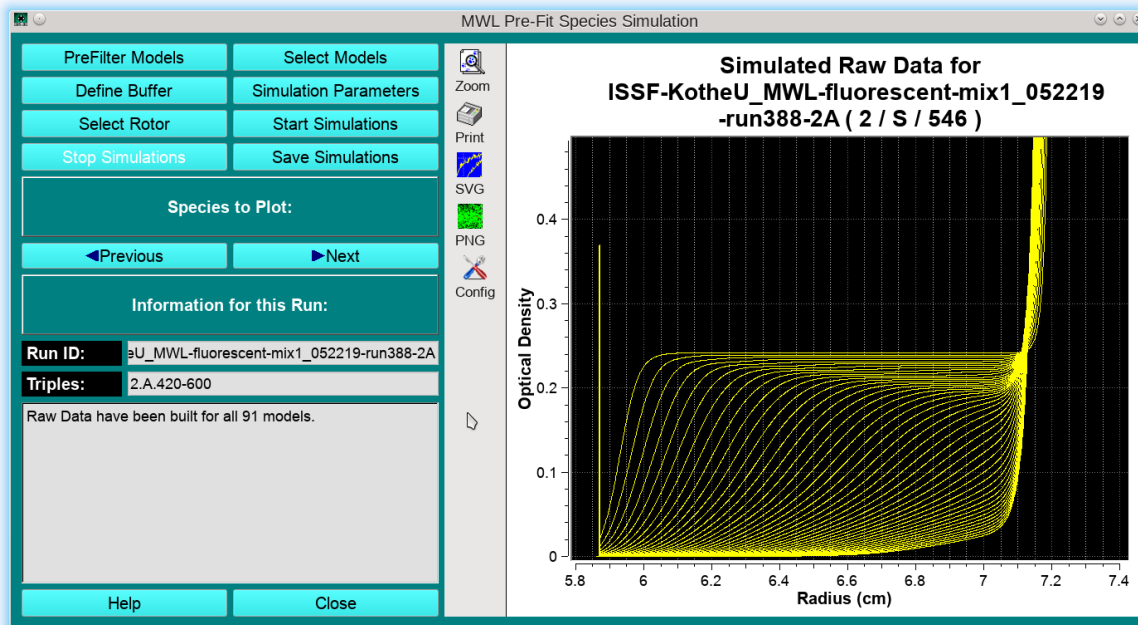 MWL Pre-Fit Species Simulation
PreFilter Models
Select Models
Define Buffer
Simulation Parameters
Select Rotor
Start Simulations
Stop Simulations
Save Simulations
Species to Plot:
Previous
Next
Information for this Run:
Run ID:
eU_MWL-fluorescent-mix1_052219-run388-2A
Triples:
2.A.420-600
Raw Data have been built for all 91 models.
Help
Close
Zoom
Print
SVG
PNG
Config
Simulated Raw Data for
ISSF-KotheU_MWL-fluorescent-mix1_052219
-run388-2A ( 2 / S / 546 )
Optical Density
0.4
0.3
0.2
0.1
0
5.8 6 6.2 6.4 6.6 6.8 7 7.2 7.4
Radius (cm)